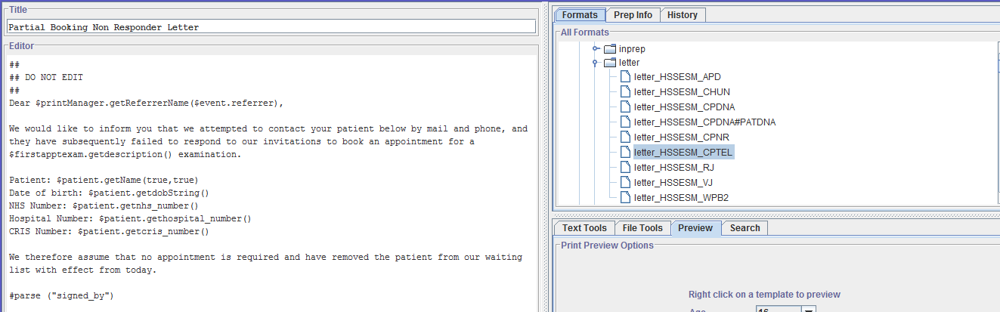 Title
Partial Booking Non Responder Letter
Editor
##
## DO NOT EDIT
##
Dear $printManager.getReferrerName($event.referrer),
We would like to inform you that we attempted to contact your patient below by mail and phone, and
they have subsequently failed to respond to our invitations to book an appointment for a
$firstapptexam.getdescription() examination.
Patient: $patient.getName(true,true)
Date of birth: $patient.getdobString()
NHS Number: $patient.getnhs_number()
Hospital Number: $patient.gethospital_number()
CRIS Number: $patient.getcris_number()
We therefore assume that no appointment is required and have removed the patient from our waiting
list with effect from today.
#parse ("signed_by")
Formats Prep Info History
All Formats
inprep
letter
letter_HSSESM_APD
letter_HSSESM_CHUN
letter_HSSESM_CPDNA
letter_HSSESM_CPDNA#PATDNA
letter_HSSESM_CPNR
letter_HSSESM_CPTEL
letter_HSSESM_RJ
letter_HSSESM_VJ
letter_HSSESM_WPB2
Text Tools File Tools Preview Search
Print Preview Options
Right click on a template to preview
Age 16